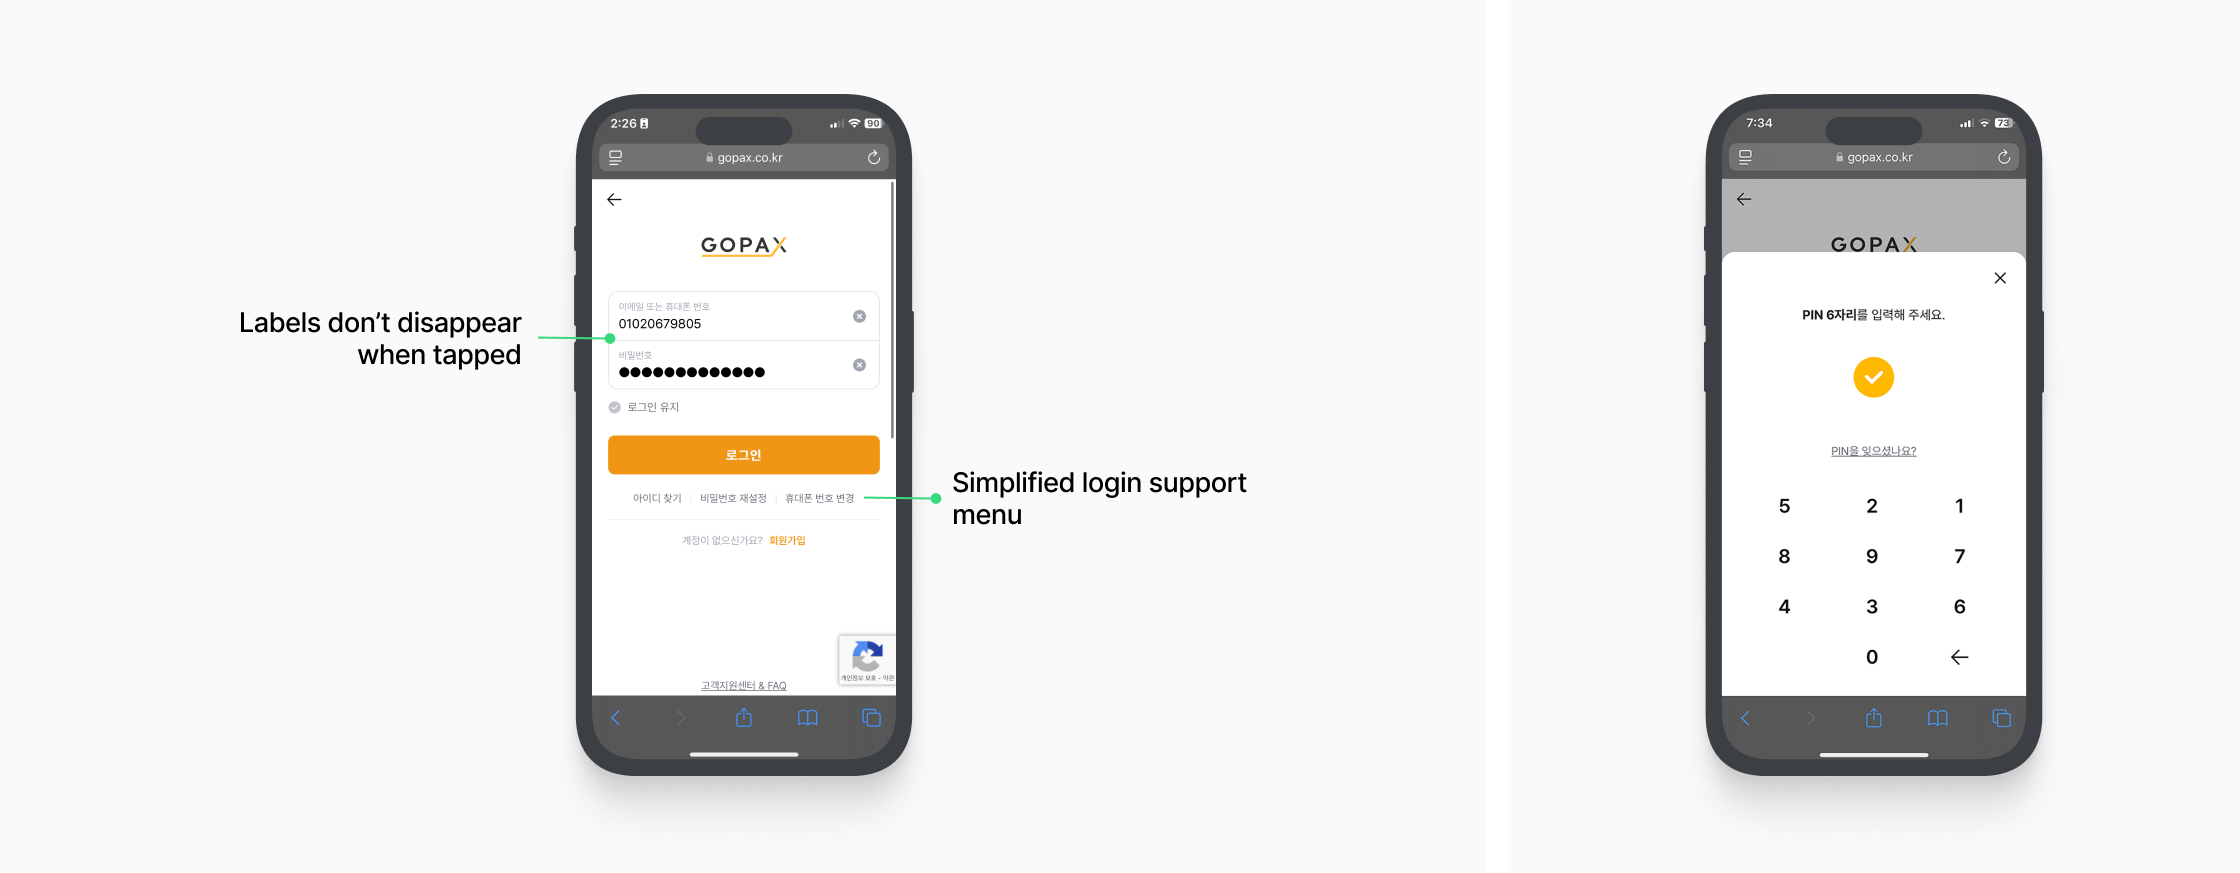 Labels don’t disappear
when tapped
2:26
90
gopax.co.kr
GOPAX
이메일 또는 휴대폰 번호
01020679805
비밀번호
●●●●●●●●●●●●●
로그인 유지
로그인
아이디 찾기 | 비밀번호 재설정 | 휴대폰 번호 변경
계정이 없으신가요? 회원가입
개인정보 보호 - 약관
고객지원센터 & FAQ
Simplified login support
menu
7:34
73
gopax.co.kr
GOPAX
PIN 6자리를 입력해 주세요.
PIN을 잊으셨나요?
5 2 1
8 9 7
4 3 6
0